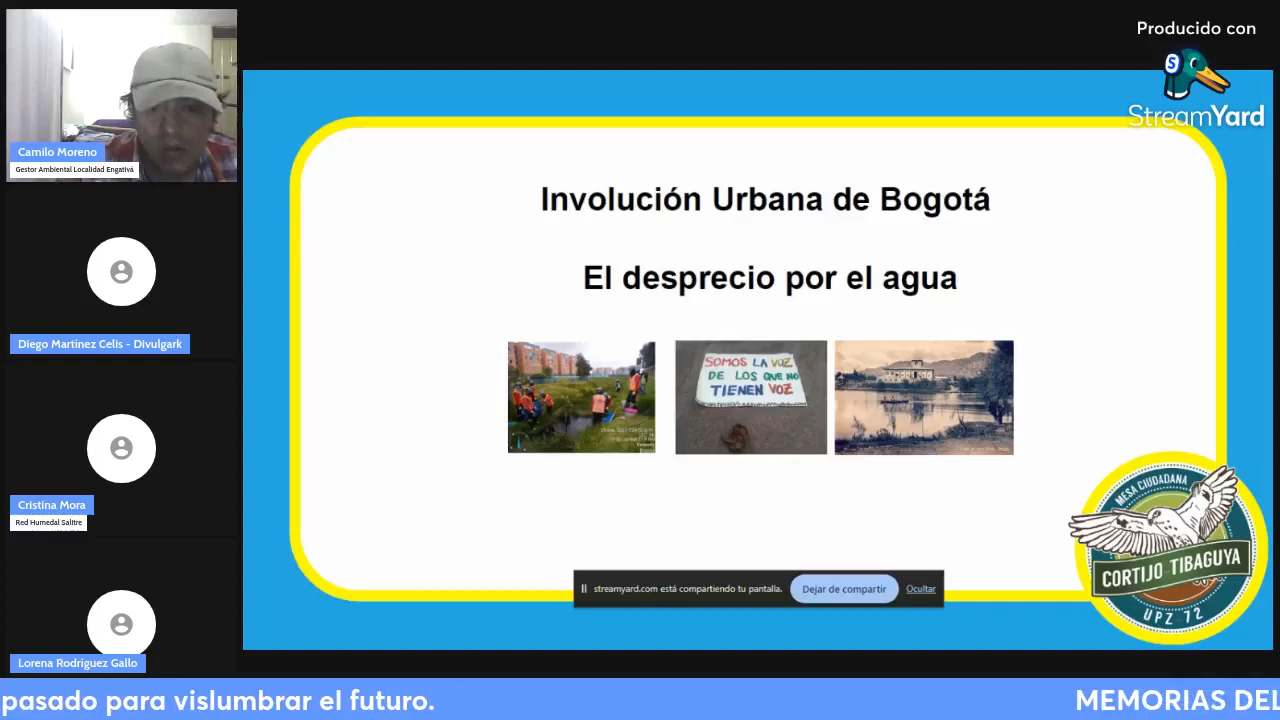 Producido con
StreamYard
Camilo Moreno
Gestor Ambiental Localidad Engativá
Diego Martínez Celis - Divulgark
Cristina Mora
Red Humedal Salitre
Lorena Rodríguez Gallo
Involución Urbana de Bogotá
El desprecio por el agua
SOMOS LA VOZ
DE LOS QUE NO
TIENEN VOZ
streamyard.com está compartiendo tu pantalla.
Dejar de compartir
Ocultar
MESA CIUDADANA
CORTIJO TIBAGUYA
UPZ 72
pasado para vislumbrar el futuro.
MEMORIAS DEL